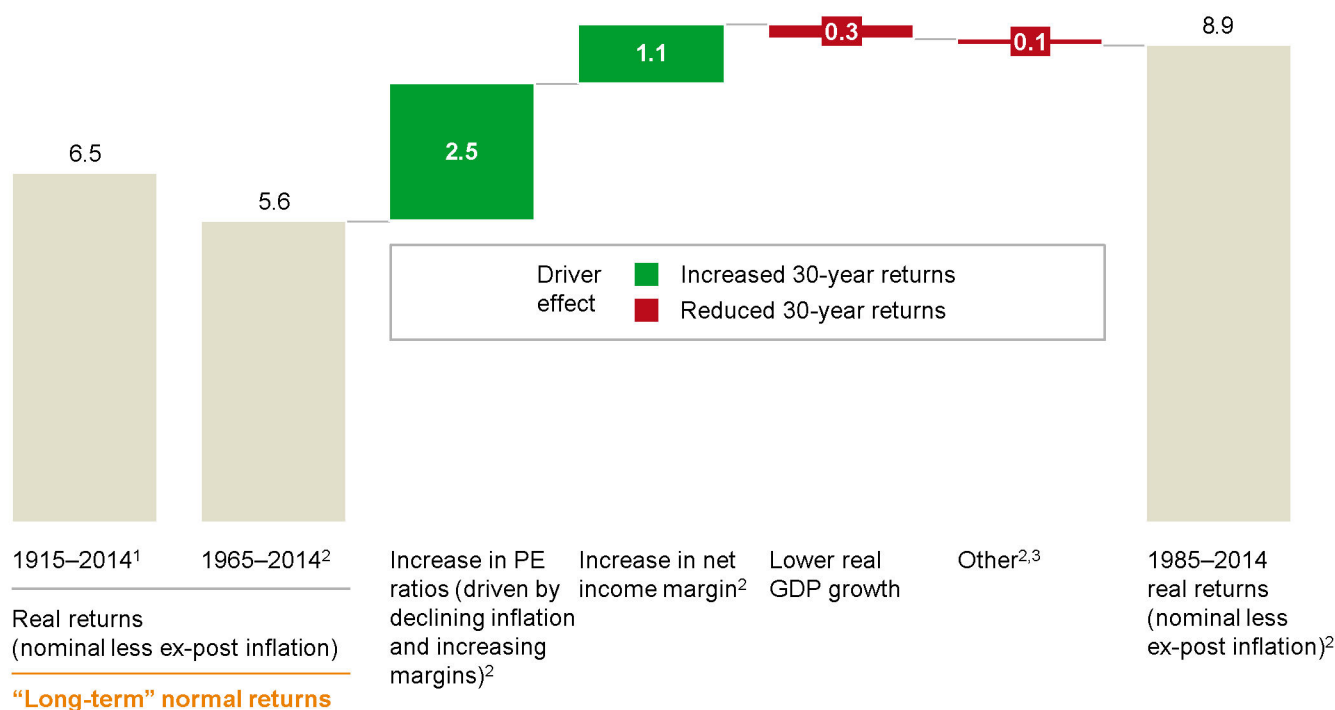 6.5
5.6
2.5
1.1
0.3
0.1
8.9
Driver
effect
Increased 30-year returns
Reduced 30-year returns
1915–2014¹
1965–2014²
Real returns
(nominal less ex-post inflation)
“Long-term” normal returns
Increase in PE
ratios (driven by
declining inflation
and increasing
margins)²
Increase in net
income margin²
Lower real
GDP growth
Other²,³
1985–2014
real returns
(nominal less
ex-post inflation)²